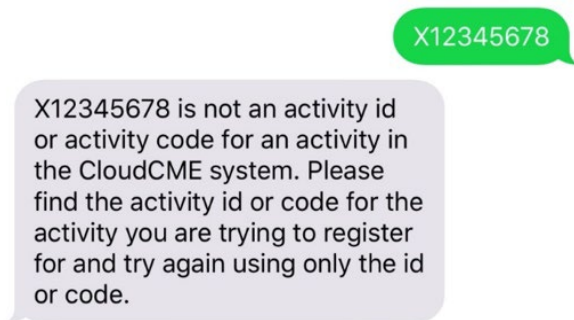 X12345678
X12345678 is not an activity id
or activity code for an activity in
the CloudCME system. Please
find the activity id or code for the
activity you are trying to register
for and try again using only the id
or code.